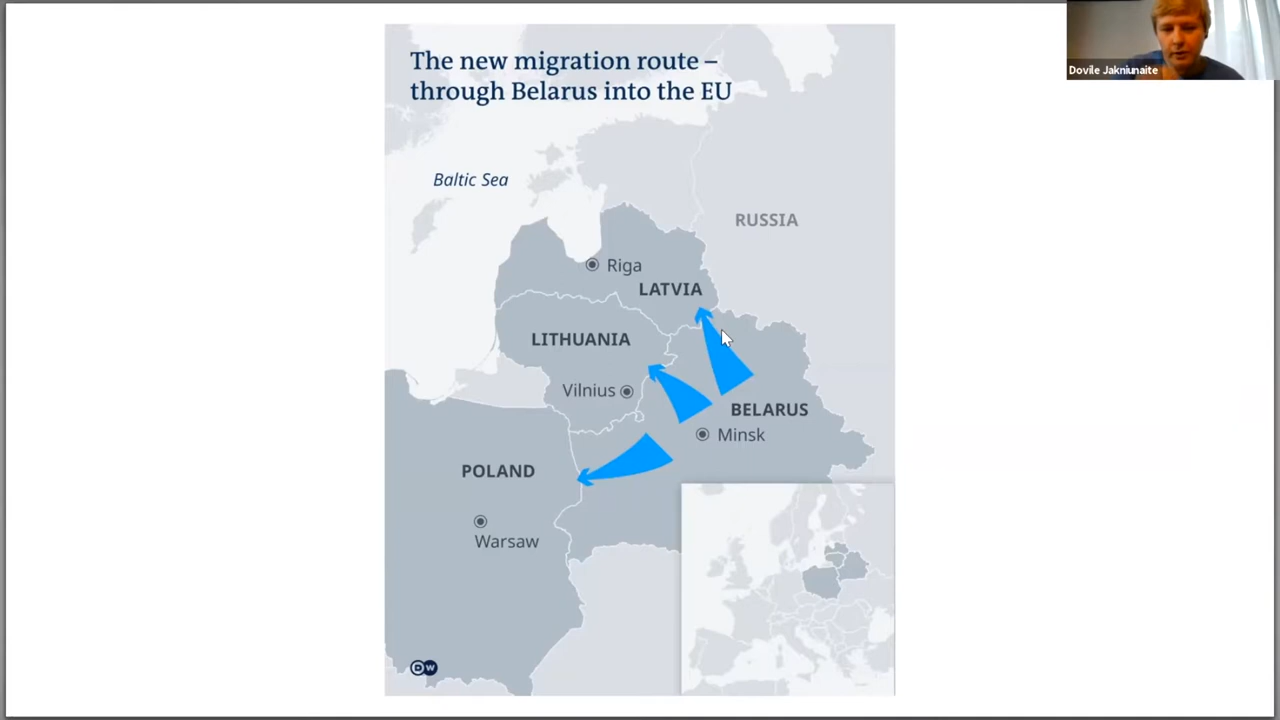 The new migration route –
through Belarus into the EU
Dovile Jakniunaite
Baltic Sea
RUSSIA
Riga
LATVIA
LITHUANIA
Vilnius
BELARUS
Minsk
POLAND
Warsaw
DW